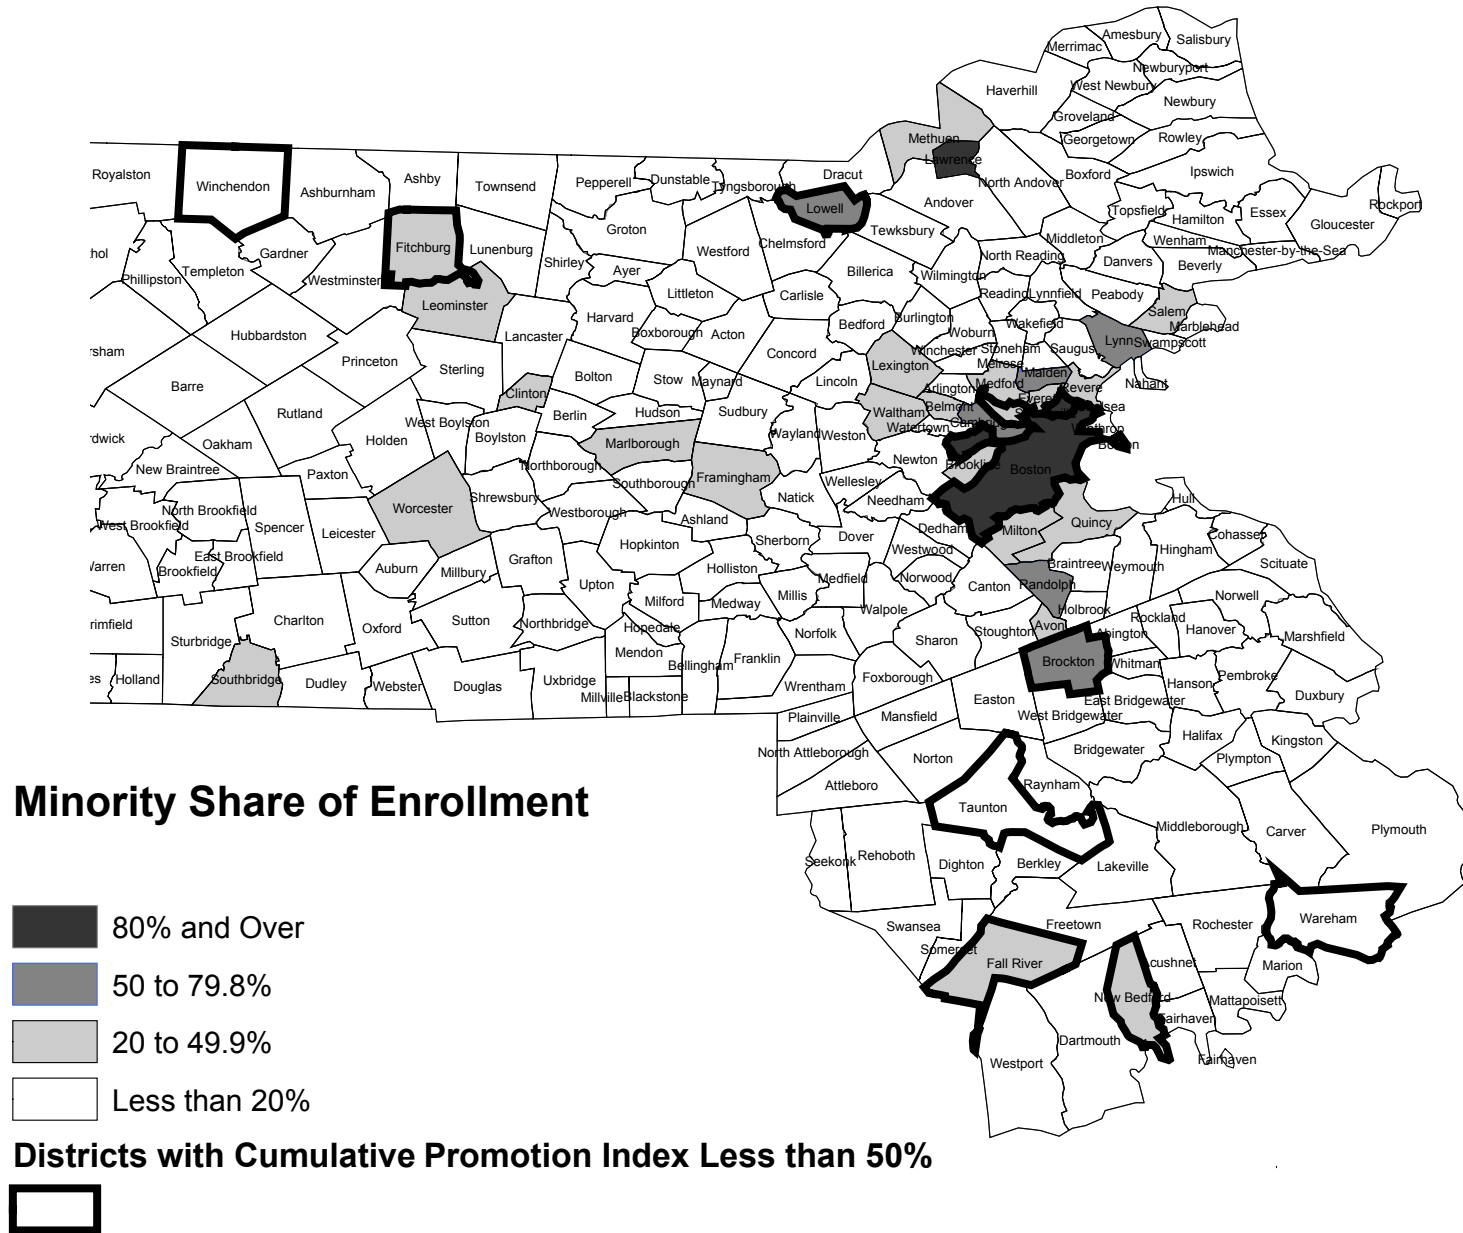 Amesbury
Salisbury
Merrimac
Newburyport
West Newbury
Haverhill
Newbury
Groveland
Georgetown
Rowley
Methuen
Lawrence
Ipswich
Boxford
North Andover
Andover
Dracut
Tyngsborough
Dunstable
Pepperell
Townsend
Ashby
Ashburnham
Winchendon
Royalston
Rockport
Gloucester
Essex
Hamilton
Topsfield
Wenham
Manchester-by-the-Sea
Beverly
Danvers
Middleton
North Reading
Lowell
Tewksbury
Chelmsford
Westford
Groton
Lunenburg
Fitchburg
Gardner
Westminster
Templeton
Phillipston
hol
Shirley
Ayer
Littleton
Carlisle
Billerica
Wilmington
Reading
Lynnfield
Peabody
Salem
Marblehead
Swampscott
Lynn
Nahant
Saugus
Wakefield
Stoneham
Woburn
Burlington
Bedford
Winchester
Melrose
Malden
Medford
Revere
Everett
Arlington
Lexington
Lincoln
Concord
Acton
Boxborough
Harvard
Lancaster
Leominster
Princeton
Hubbardston
rsham
Barre
Sterling
Clinton
Bolton
Stow
Maynard
Sudbury
Hudson
Berlin
Waltham
Belmont
Watertown
Wayland
Weston
Marlborough
Northborough
Boylston
West Boylston
Holden
Rutland
Oakham
rdwick
New Braintree
Paxton
Newton
Brookline
Boston
Boston
Framingham
Southborough
Natick
Wellesley
Needham
Shrewsbury
Westborough
Worcester
North Brookfield
West Brookfield
Spencer
Leicester
East Brookfield
Brookfield
Warren
Auburn
Millbury
Grafton
Hopkinton
Ashland
Sherborn
Dover
Dedham
Milton
Quincy
Hull
Cohasset
Hingham
Scituate
Weymouth
Braintree
Westwood
Norwood
Canton
Randolph
Holbrook
Avon
Holliston
Medfield
Millis
Medway
Milford
Upton
Hopedale
Northbridge
Sutton
Oxford
Charlton
Sturbridge
rimfield
Walpole
Norfolk
Sharon
Stoughton
Abington
Rockland
Norwell
Hanover
Marshfield
Mendon
Bellingham
Franklin
Wrentham
Foxborough
Brockton
Whitman
Hanson
Pembroke
Duxbury
es
Holland
Southbridge
Dudley
Webster
Douglas
Uxbridge
Millville
Blackstone
Plainville
Mansfield
Easton
West Bridgewater
East Bridgewater
Halifax
Kingston
Plympton
Bridgewater
North Attleborough
Norton
Attleboro
Raynham
Taunton
Middleborough
Carver
Plymouth
Seekonk
Rehoboth
Dighton
Berkley
Lakeville
Swansea
Somerset
Freetown
Rochester
Wareham
Fall River
cushnet
Marion
New Bedford
Mattapoisett
Fairhaven
Dartmouth
Westport
Fairhaven
Minority Share of Enrollment
80% and Over
50 to 79.8%
20 to 49.9%
Less than 20%
Districts with Cumulative Promotion Index Less than 50%